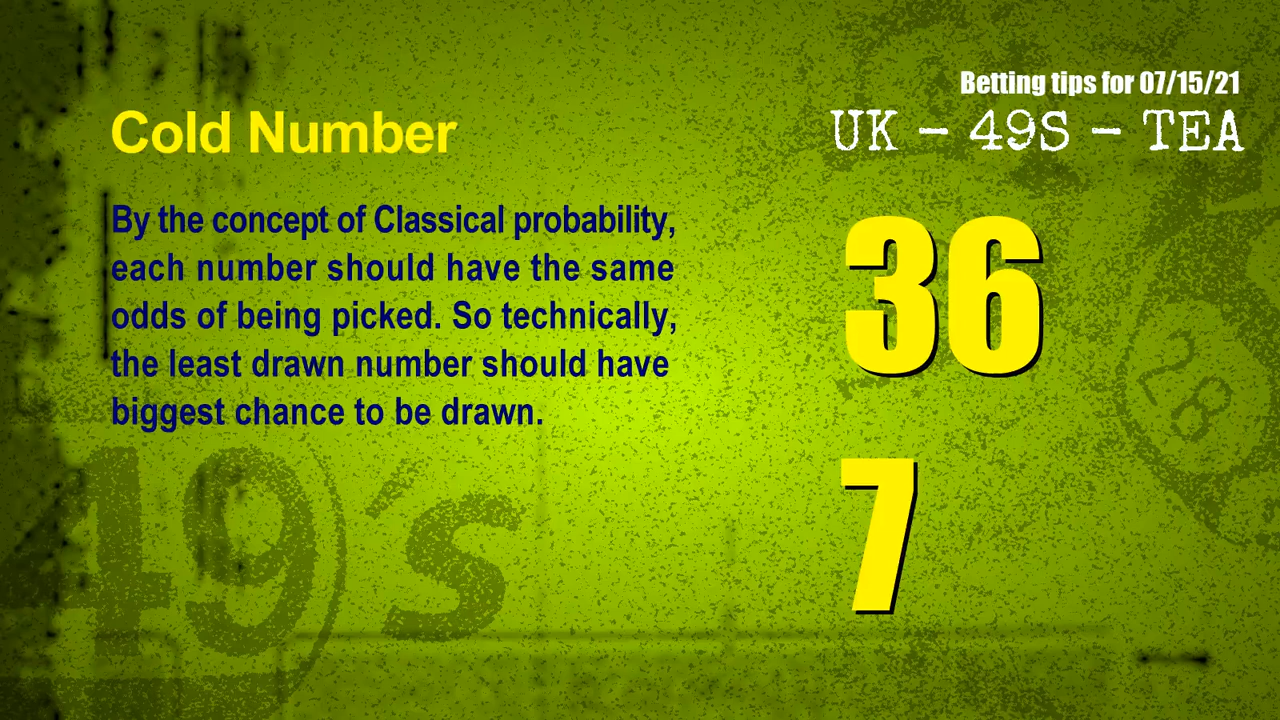 Betting tips for 07/15/21
UK - 49S - TEA
Cold Number
By the concept of Classical probability,
each number should have the same
odds of being picked. So technically,
the least drawn number should have
biggest chance to be drawn.
36
7
49's
28